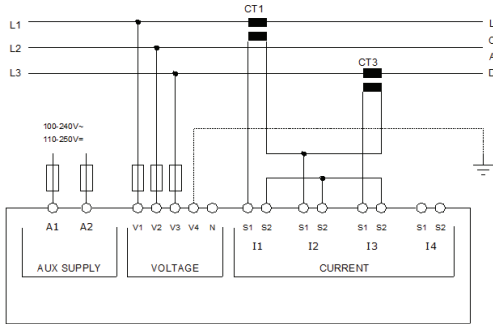 CT1
L1 L
L2 O
A
L3 D
CT3
100-240V~
110-250V=
A1 A2 V1 V2 V3 V4 N S1 S2 S1 S2 S1 S2 S1 S2
I1 I2 I3 I4
AUX SUPPLY VOLTAGE CURRENT